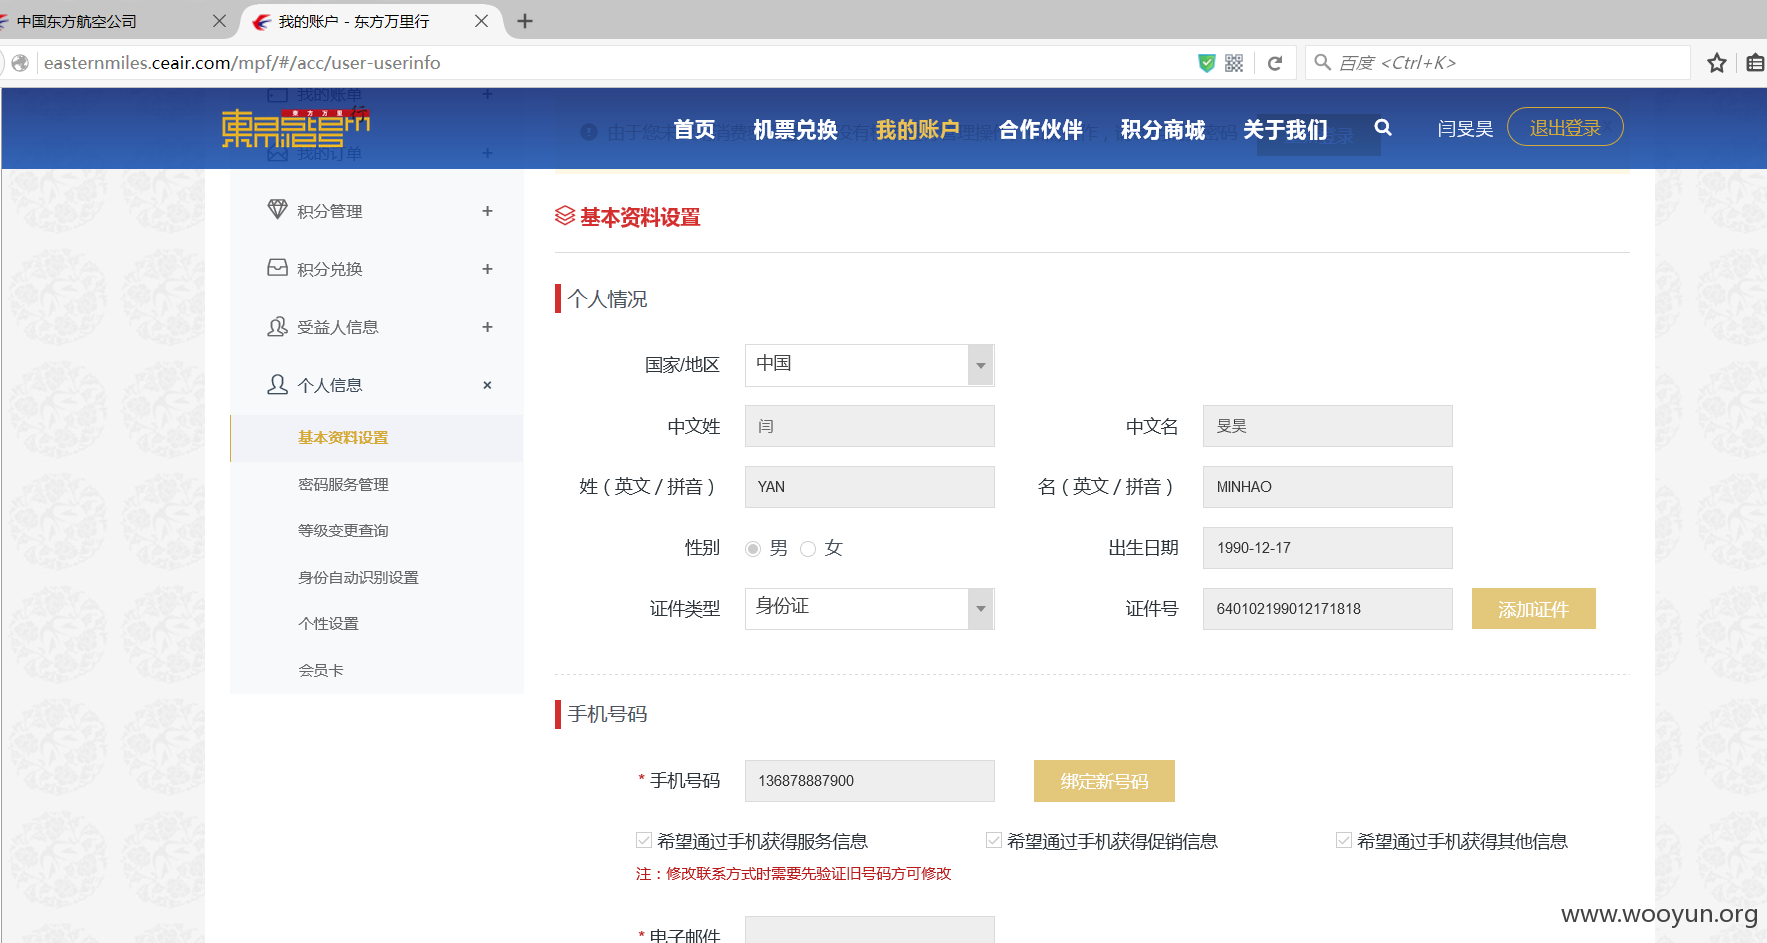 中国东方航空公司
我的账户 - 东方万里行
easternmiles.ceair.com/mpf/#/acc/user-userinfo
百度 <Ctrl+K>
首页
机票兑换
我的账户
合作伙伴
积分商城
关于我们
闫旻昊
退出登录
我的账单 +
我的订单 +
积分管理 +
积分兑换 +
受益人信息 +
个人信息 ×
基本资料设置
密码服务管理
等级变更查询
身份自动识别设置
个性设置
会员卡
基本资料设置
个人情况
国家/地区 中国
中文姓 闫 中文名 旻昊
姓（英文 / 拼音） YAN 名（英文 / 拼音） MINHAO
性别 男 女 出生日期 1990-12-17
证件类型 身份证 证件号 640102199012171818 添加证件
手机号码
* 手机号码 136878887900 绑定新号码
希望通过手机获得服务信息 希望通过手机获得促销信息 希望通过手机获得其他信息
注：修改联系方式时需要先验证旧号码方可修改
* 电子邮件
www.wooyun.org